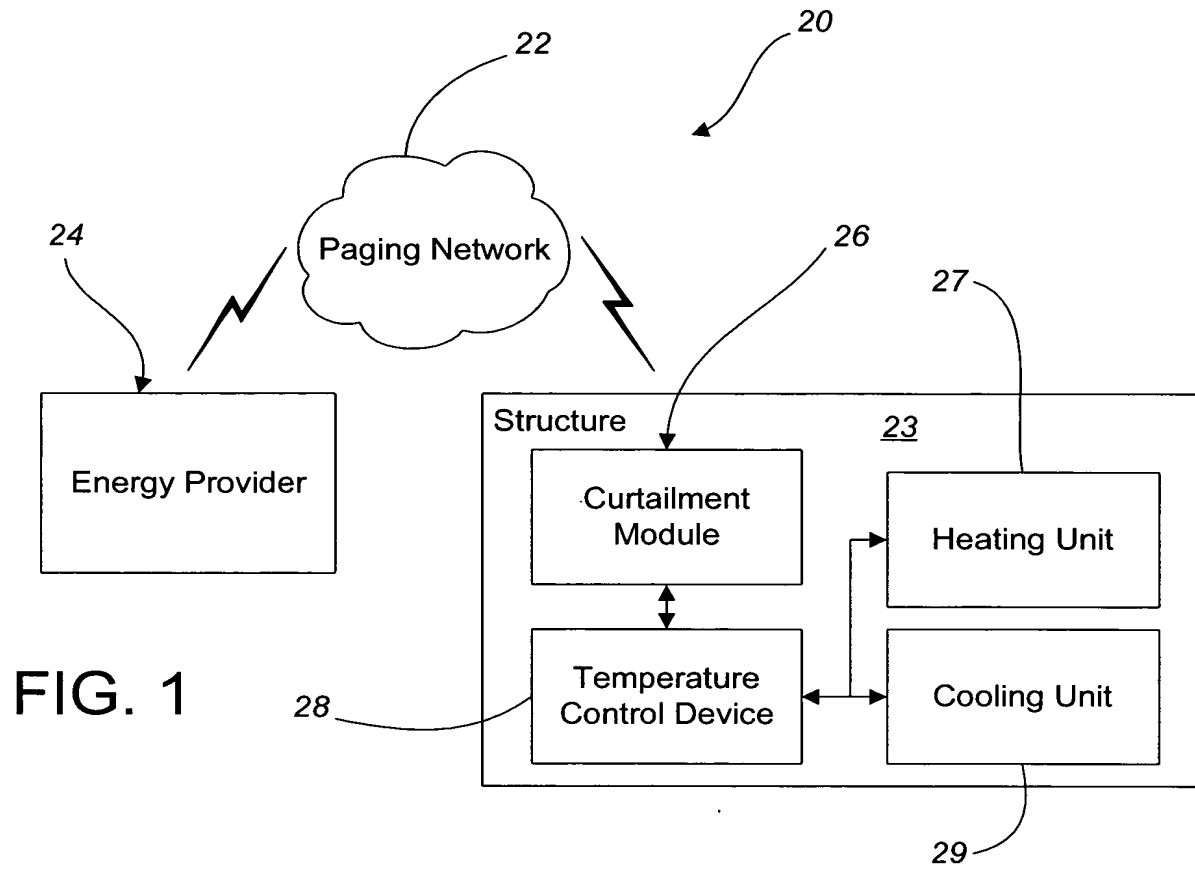 20
22
Paging Network
24
26
27
Structure
23
Energy Provider
Curtailment
Module
Heating Unit
FIG. 1
28
Temperature
Control Device
Cooling Unit
29